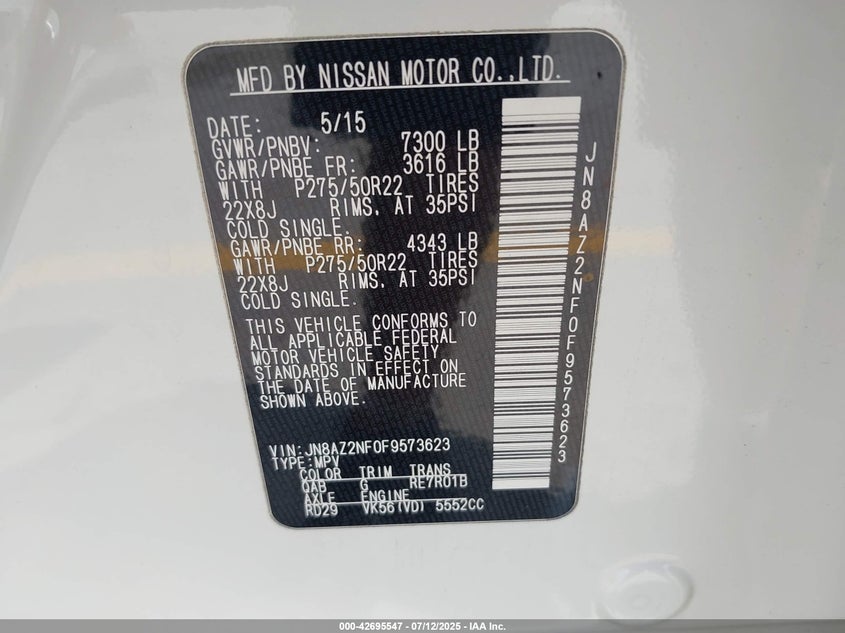 MFD BY NISSAN MOTOR CO.,LTD.
DATE: 5/15
GVWR/PNBV: 7300 LB
GAWR/PNBE FR: 3616 LB
WITH P275/50R22 TIRES
22X8J RIMS, AT 35PSI
COLD SINGLE.
GAWR/PNBE RR: 4343 LB
WITH P275/50R22 TIRES
22X8J RIMS, AT 35PSI
COLD SINGLE.
THIS VEHICLE CONFORMS TO
ALL APPLICABLE FEDERAL
MOTOR VEHICLE SAFETY
STANDARDS IN EFFECT ON
THE DATE OF MANUFACTURE
SHOWN ABOVE.
VIN:JN8AZ2NF0F9573623
TYPE:MPV
COLOR TRIM TRANS
QAB G RE7R01B
AXLE ENGINE
RD29 VK56(VD) 5552CC
JN8AZ2NF0F9573623
000-42695547 - 07/12/2025 - IAA Inc.